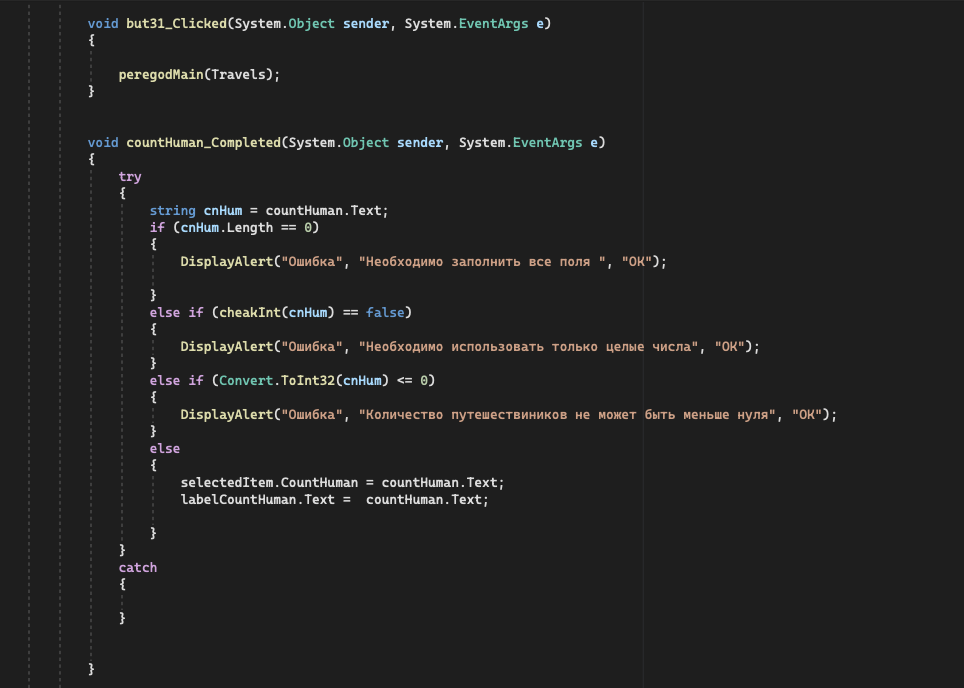 void but31_Clicked(System.Object sender, System.EventArgs e)
{
peregodMain(Travels);
}
void countHuman_Completed(System.Object sender, System.EventArgs e)
{
try
{
string cnHum = countHuman.Text;
if (cnHum.Length == 0)
{
DisplayAlert("Ошибка", "Необходимо заполнить все поля ", "OK");
}
else if (cheakInt(cnHum) == false)
{
DisplayAlert("Ошибка", "Необходимо использовать только целые числа", "OK");
}
else if (Convert.ToInt32(cnHum) <= 0)
{
DisplayAlert("Ошибка", "Количество путешествиников не может быть меньше нуля", "OK");
}
else
{
selectedItem.CountHuman = countHuman.Text;
labelCountHuman.Text =  countHuman.Text;
}
}
catch
{
}
}